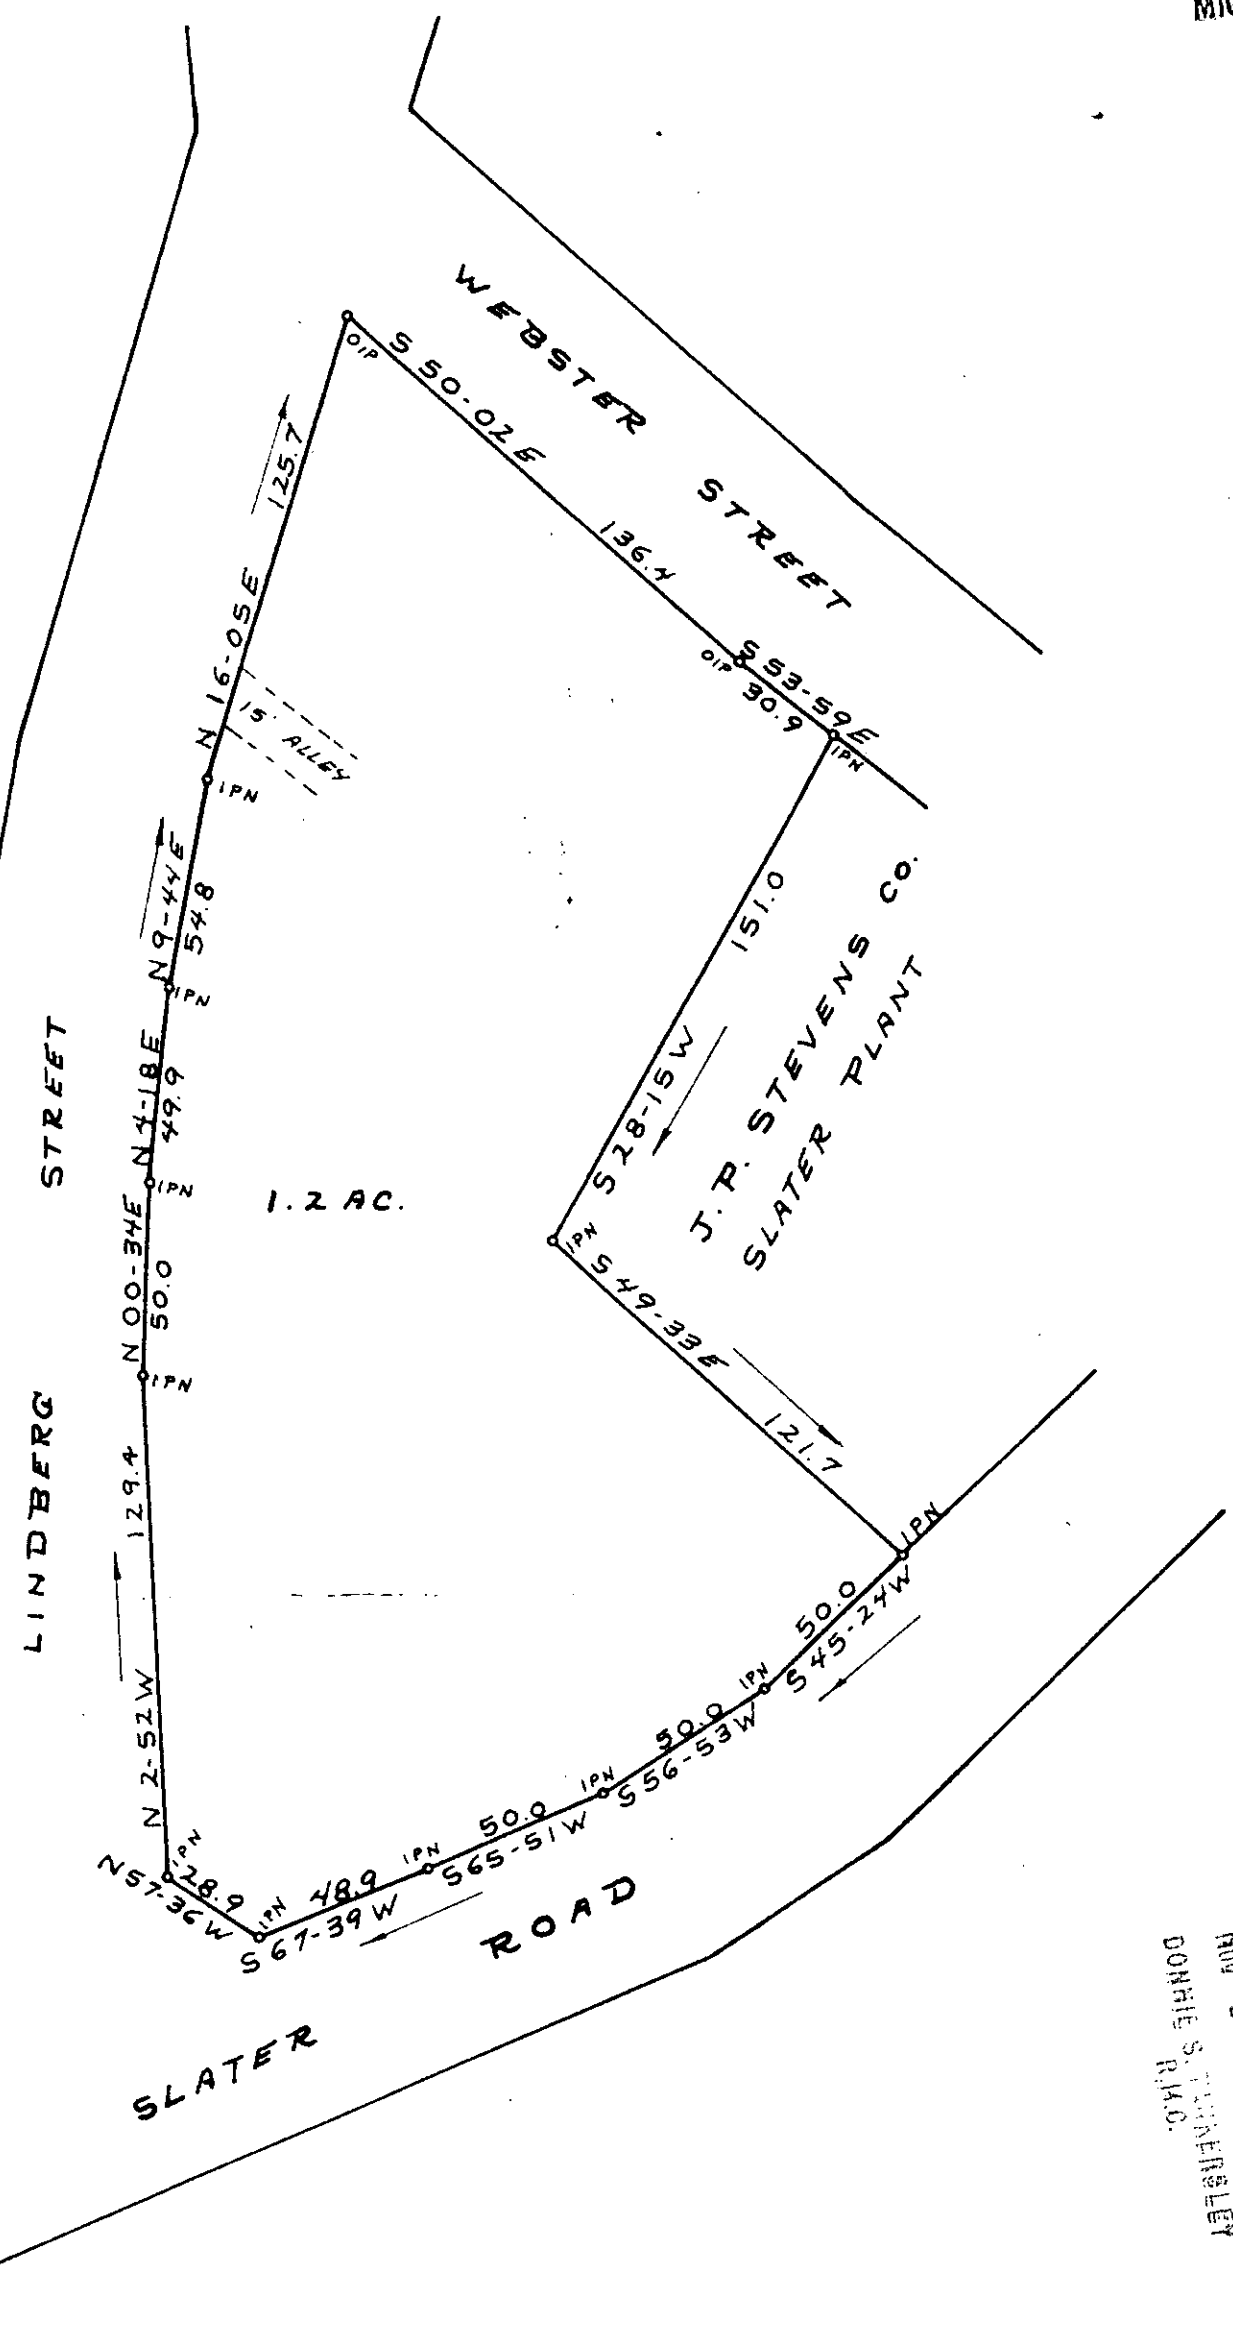 WEBSTER STREET
OIP
S 50-02 E
136.4
OIP
S 53-59 E
30.9
IPN
N 16-05 E 125.7
15' ALLEY
IPN
N 9-44 E
54.8
IPN
N 4-18 E
49.9
IPN
N 00-34 E
50.0
IPN
N 2-52 W 129.4
IPN
LINDBERG STREET
1.2 AC.
S 28-15 W 151.0
IPN
J. P. STEVENS CO.
SLATER PLANT
S 49-33 E 121.7
IPN
50.0
S 45-24 W
IPN
50.0
S 56-53 W
IPN
50.0
S 65-51 W
IPN
48.9
S 67-39 W
IPN
28.9
N 57-36 W
SLATER ROAD
DONNIE S.
R.M.C.